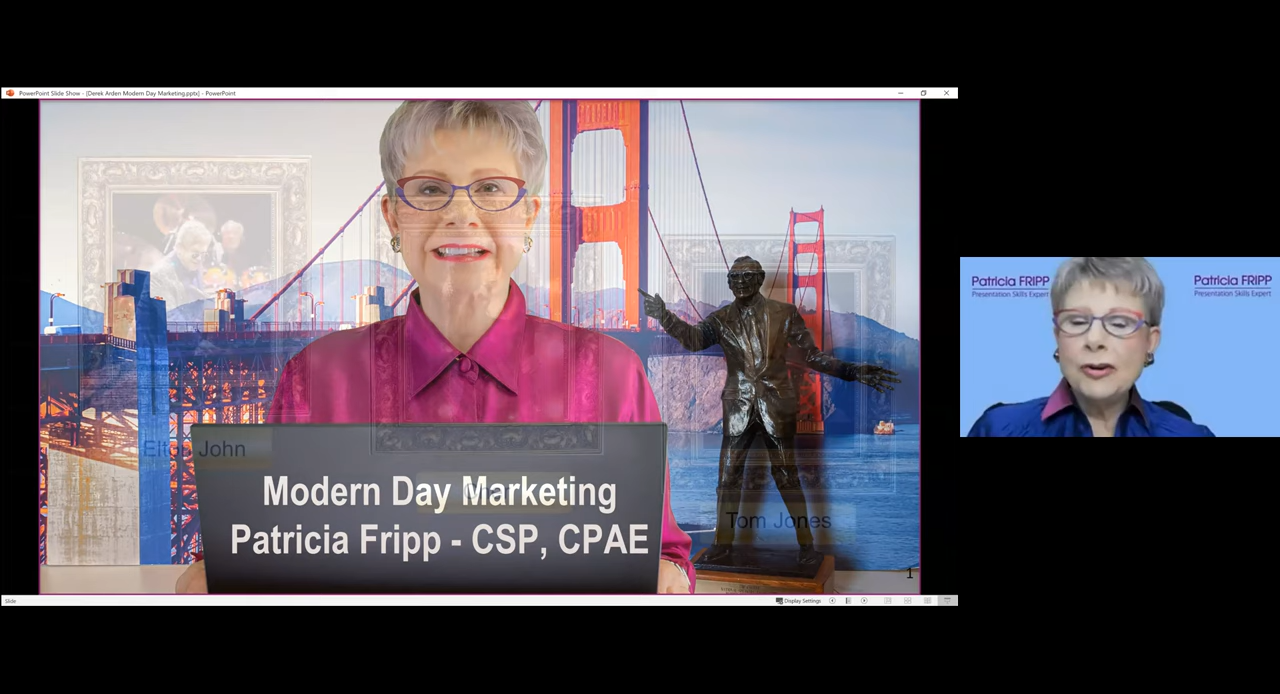 PowerPoint Slide Show - [Derek Arden Modern Day Marketing.pptx] - PowerPoint
Elton John
Modern Day Marketing
Patricia Fripp - CSP, CPAE
Tom Jones
1
Slide
Display Settings
Patricia FRIPP
Presentation Skills Expert
Patricia FRIPP
Presentation Skills Expert